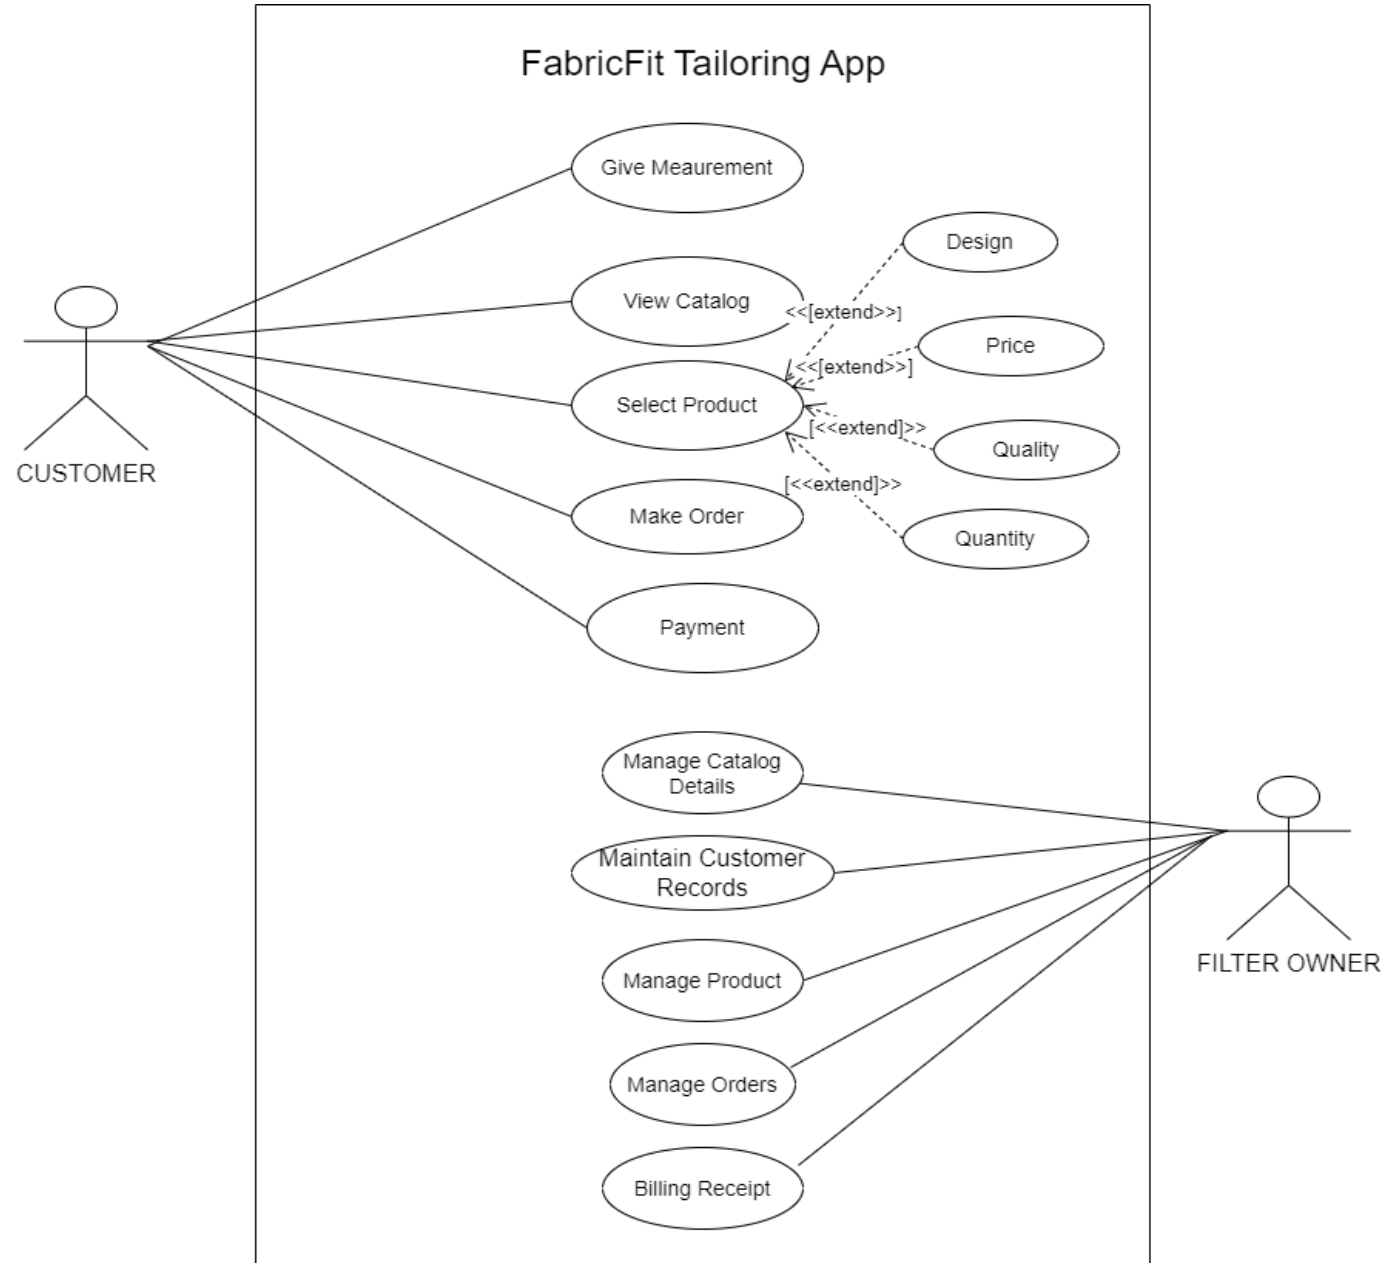 FabricFit Tailoring App
Give Meaurement
Design
View Catalog
<<[extend>>]
Price
<<[extend>>]
Select Product
[<<extend]>>
Quality
CUSTOMER
[<<extend]>>
Make Order
Quantity
Payment
Manage Catalog
Details
Maintain Customer
Records
FILTER OWNER
Manage Product
Manage Orders
Billing Receipt